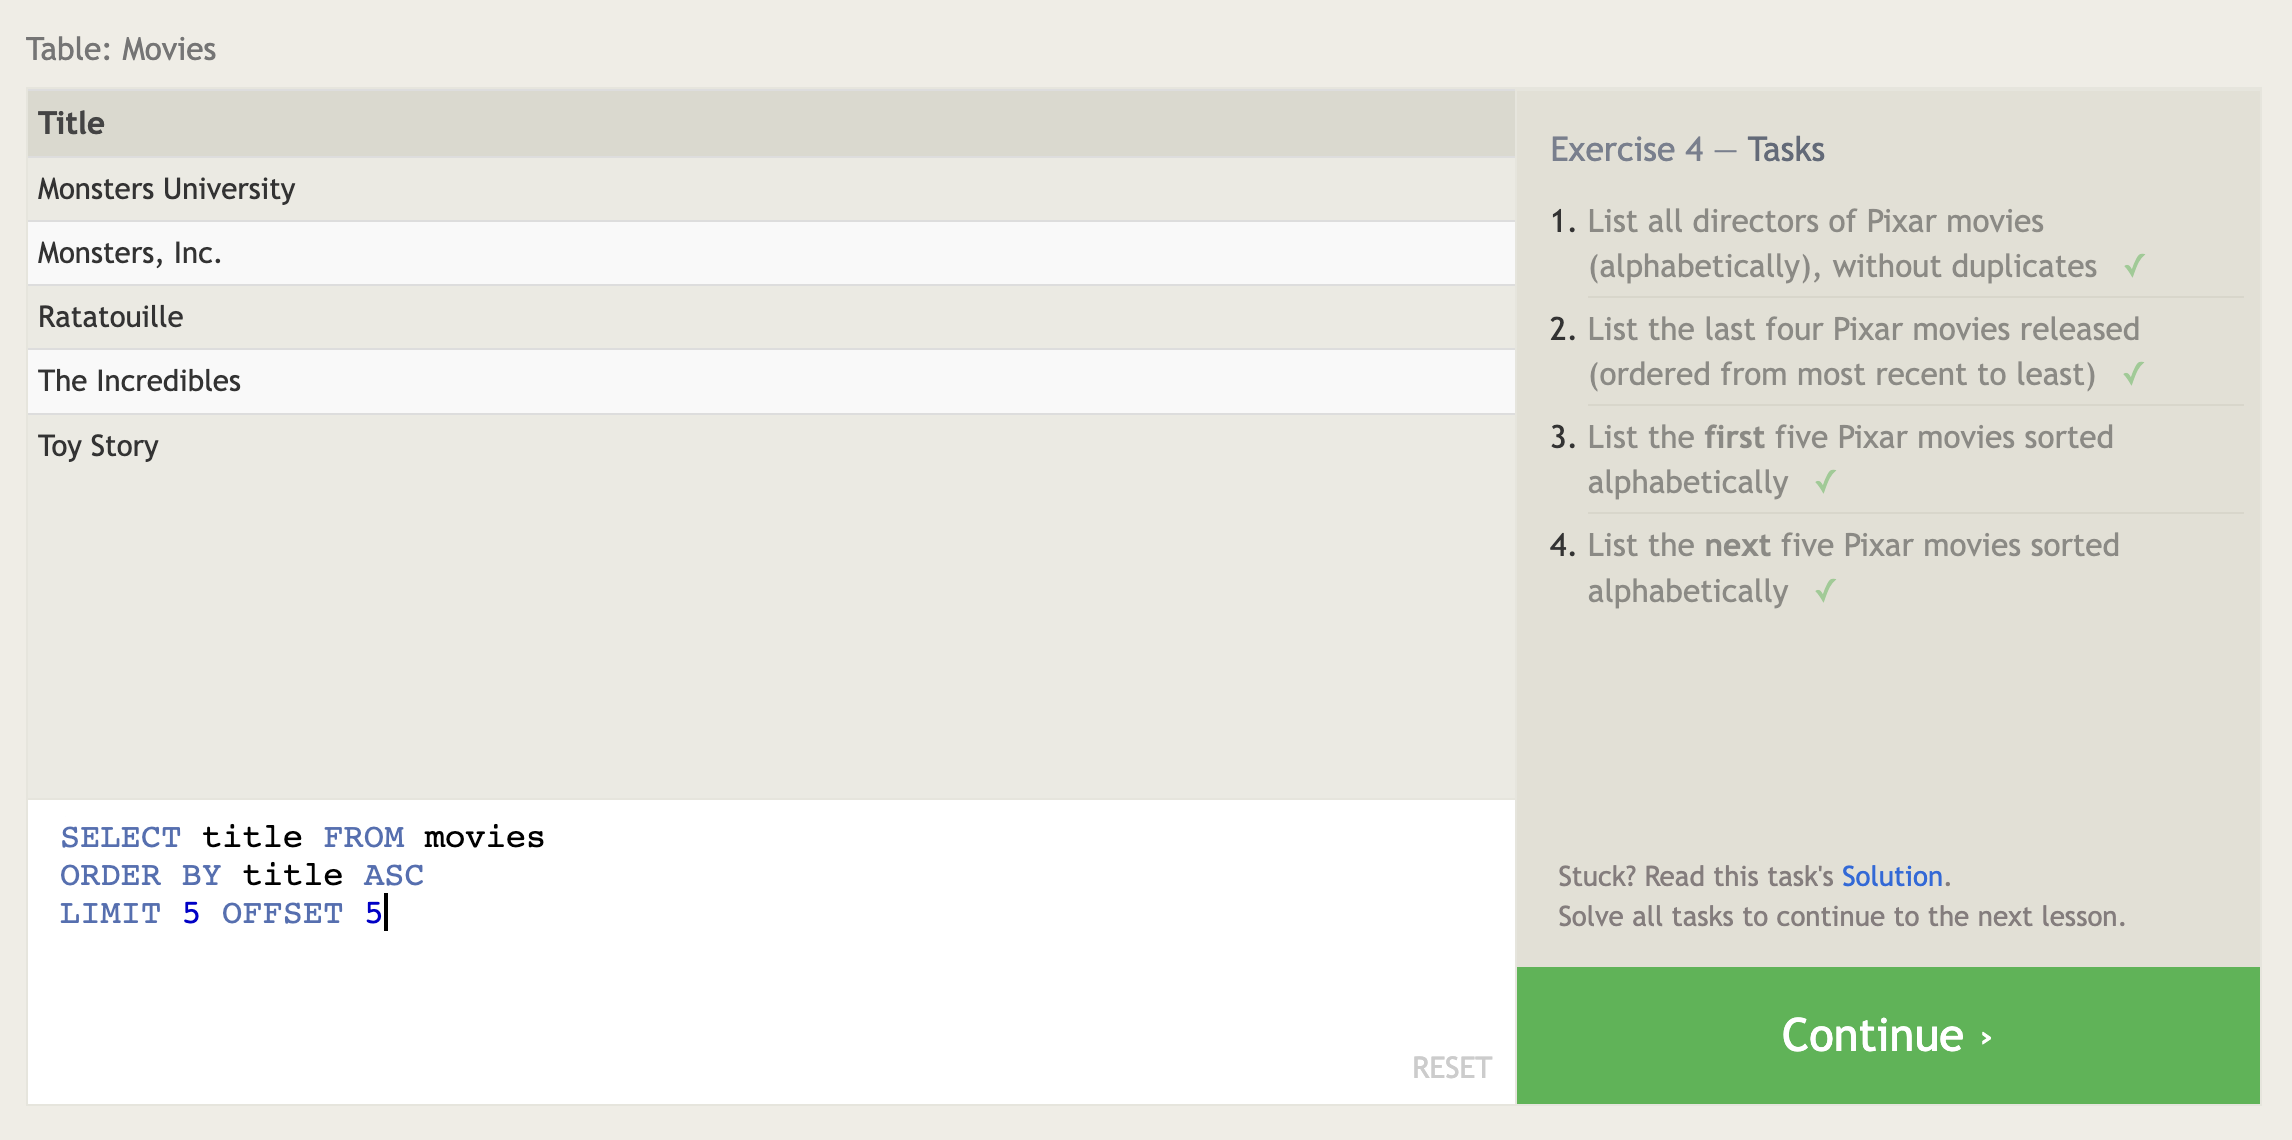 Table: Movies
Title
Monsters University
Monsters, Inc.
Ratatouille
The Incredibles
Toy Story
SELECT title FROM movies
ORDER BY title ASC
LIMIT 5 OFFSET 5
RESET
Exercise 4 — Tasks
1. List all directors of Pixar movies
(alphabetically), without duplicates ✓
2. List the last four Pixar movies released
(ordered from most recent to least) ✓
3. List the first five Pixar movies sorted
alphabetically ✓
4. List the next five Pixar movies sorted
alphabetically ✓
Stuck? Read this task's Solution.
Solve all tasks to continue to the next lesson.
Continue ›